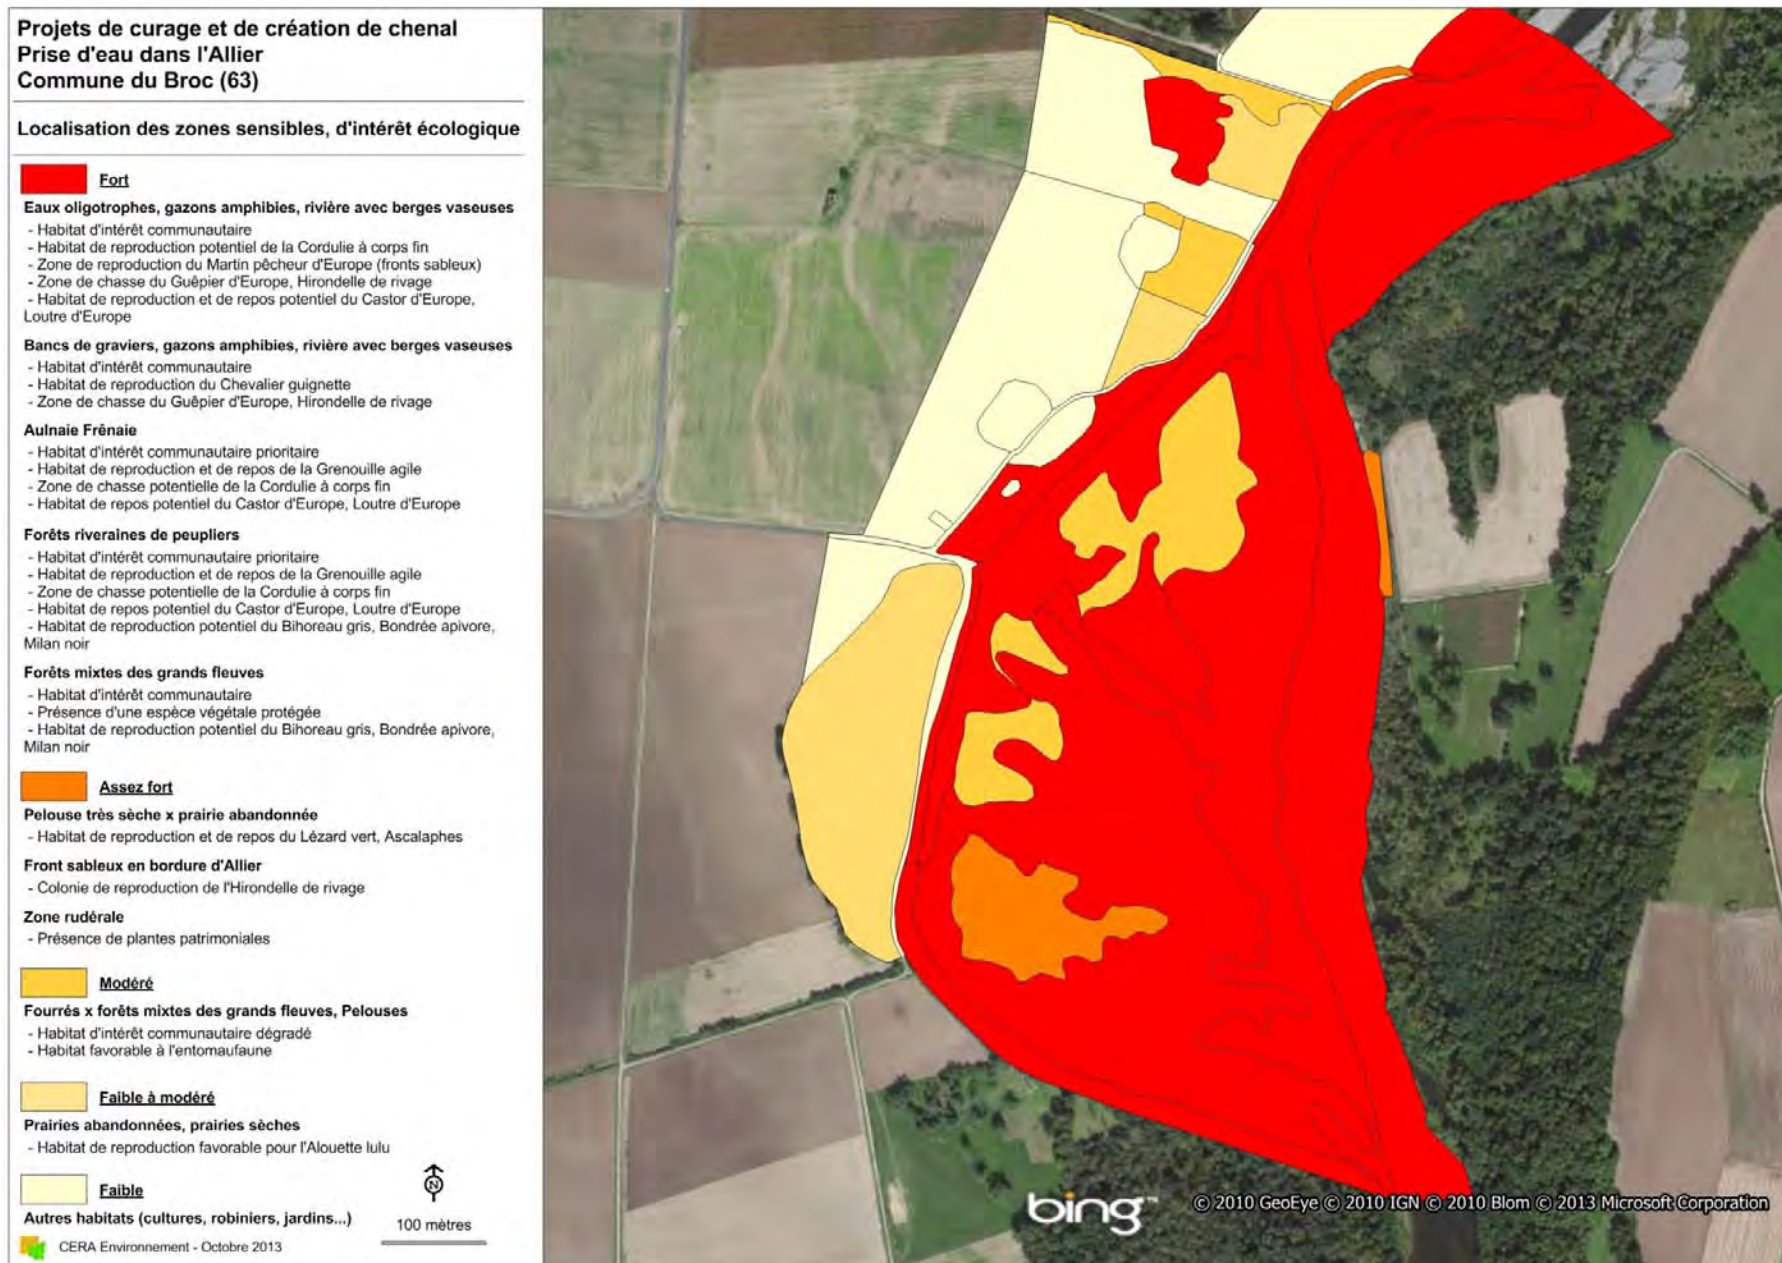 Projets de curage et de création de chenal
Prise d'eau dans l'Allier
Commune du Broc (63)
Localisation des zones sensibles, d'intérêt écologique
Fort
Eaux oligotrophes, gazons amphibies, rivière avec berges vaseuses
- Habitat d'intérêt communautaire
- Habitat de reproduction potentiel de la Cordulie à corps fin
- Zone de reproduction du Martin pêcheur d'Europe (fronts sableux)
- Zone de chasse du Guêpier d'Europe, Hirondelle de rivage
- Habitat de reproduction et de repos potentiel du Castor d'Europe,
Loutre d'Europe
Bancs de graviers, gazons amphibies, rivière avec berges vaseuses
- Habitat d'intérêt communautaire
- Habitat de reproduction du Chevalier guignette
- Zone de chasse du Guêpier d'Europe, Hirondelle de rivage
Aulnaie Frênaie
- Habitat d'intérêt communautaire prioritaire
- Habitat de reproduction et de repos de la Grenouille agile
- Zone de chasse potentielle de la Cordulie à corps fin
- Habitat de repos potentiel du Castor d'Europe, Loutre d'Europe
Forêts riveraines de peupliers
- Habitat d'intérêt communautaire prioritaire
- Habitat de reproduction et de repos de la Grenouille agile
- Zone de chasse potentielle de la Cordulie à corps fin
- Habitat de repos potentiel du Castor d'Europe, Loutre d'Europe
- Habitat de reproduction potentiel du Bihoreau gris, Bondrée apivore,
Milan noir
Forêts mixtes des grands fleuves
- Habitat d'intérêt communautaire
- Présence d'une espèce végétale protégée
- Habitat de reproduction potentiel du Bihoreau gris, Bondrée apivore,
Milan noir
Assez fort
Pelouse très sèche x prairie abandonnée
- Habitat de reproduction et de repos du Lézard vert, Ascalaphes
Front sableux en bordure d'Allier
- Colonie de reproduction de l'Hirondelle de rivage
Zone rudérale
- Présence de plantes patrimoniales
Modéré
Fourrés x forêts mixtes des grands fleuves, Pelouses
- Habitat d'intérêt communautaire dégradé
- Habitat favorable à l'entomaufaune
Faible à modéré
Prairies abandonnées, prairies sèches
- Habitat de reproduction favorable pour l'Alouette lulu
Faible
Autres habitats (cultures, robiniers, jardins...)
N
100 mètres
CERA Environnement - Octobre 2013
bing™
© 2010 GeoEye © 2010 IGN © 2010 Blom © 2013 Microsoft Corporation